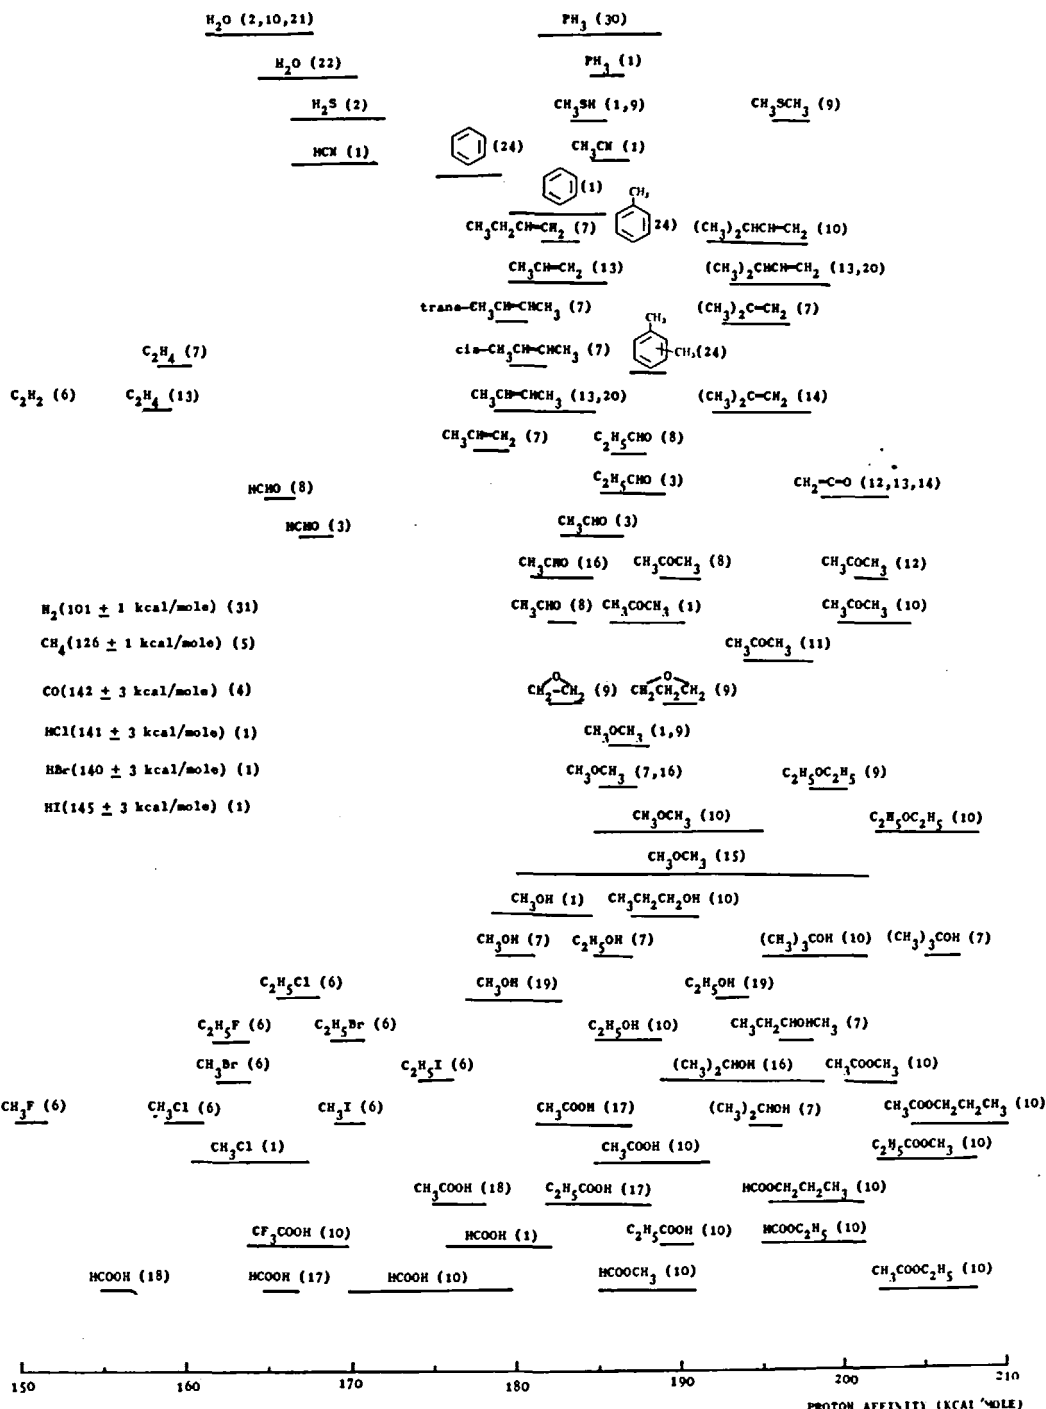 H2O (2,10,21) PH3 (30)
H2O (22) PH3 (1)
H2S (2) CH3SH (1,9) CH3SCH3 (9)
HCN (1) (24) CH3CN (1)
(1)
CH3
CH3CH2CH=CH2 (7) 24) (CH3)2CHCH=CH2 (10)
CH3CH=CH2 (13) (CH3)2CHCH=CH2 (13,20)
trans-CH3CH=CHCH3 (7) (CH3)2C=CH2 (7)
CH3
C2H4 (7) cis-CH3CH=CHCH3 (7) CH3(24)
C2H2 (6) C2H4 (13) CH3CH=CHCH3 (13,20) (CH3)2C=CH2 (14)
CH3CH=CH2 (7) C2H5CHO (8)
HCHO (8) C2H5CHO (3) CH2=C=O (12,13,14)
HCHO (3) CH3CHO (3)
CH3CHO (16) CH3COCH3 (8) CH3COCH3 (12)
H2(101 ± 1 kcal/mole) (31) CH3CHO (8) CH3COCH3 (1) CH3COCH3 (10)
CH4(126 ± 1 kcal/mole) (5) CH3COCH3 (11)
O O
CO(142 ± 3 kcal/mole) (4) CH2-CH2 (9) CH2CH2CH2 (9)
HCl(141 ± 3 kcal/mole) (1) CH3OCH3 (1,9)
HBr(140 ± 3 kcal/mole) (1) CH3OCH3 (7,16) C2H5OC2H5 (9)
HI(145 ± 3 kcal/mole) (1) CH3OCH3 (10) C2H5OC2H5 (10)
CH3OCH3 (15)
CH3OH (1) CH3CH2CH2OH (10)
CH3OH (7) C2H5OH (7) (CH3)3COH (10) (CH3)3COH (7)
C2H5Cl (6) CH3OH (19) C2H5OH (19)
C2H5F (6) C2H5Br (6) C2H5OH (10) CH3CH2CHOHCH3 (7)
CH3Br (6) C2H5I (6) (CH3)2CHOH (16) CH3COOCH3 (10)
CH3F (6) CH3Cl (6) CH3I (6) CH3COOH (17) (CH3)2CHOH (7) CH3COOCH2CH2CH3 (10)
CH3Cl (1) CH3COOH (10) C2H5COOCH3 (10)
CH3COOH (18) C2H5COOH (17) HCOOCH2CH2CH3 (10)
CF3COOH (10) HCOOH (1) C2H5COOH (10) HCOOC2H5 (10)
HCOOH (18) HCOOH (17) HCOOH (10) HCOOCH3 (10) CH3COOC2H5 (10)
150 160 170 180 190 200 210
PROTON AFFINITY (KCAL/MOLE)